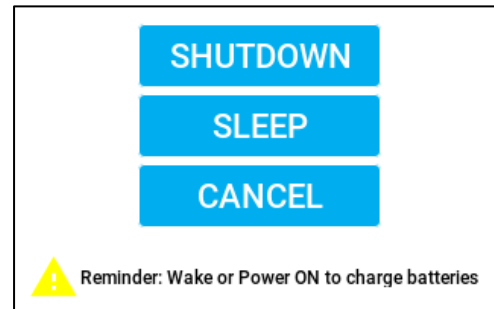 SHUTDOWN
SLEEP
CANCEL
Reminder: Wake or Power ON to charge batteries